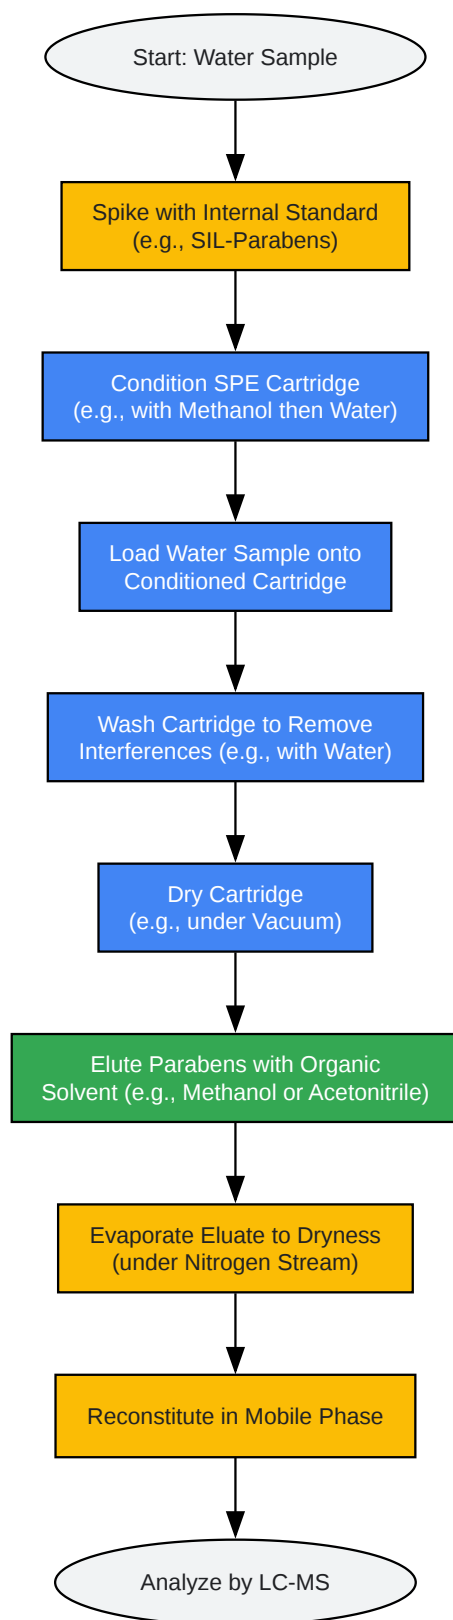 Start: Water Sample
Spike with Internal Standard
(e.g., SIL-Parabens)
Condition SPE Cartridge
(e.g., with Methanol then Water)
Load Water Sample onto
Conditioned Cartridge
Wash Cartridge to Remove
Interferences (e.g., with Water)
Dry Cartridge
(e.g., under Vacuum)
Elute Parabens with Organic
Solvent (e.g., Methanol or Acetonitrile)
Evaporate Eluate to Dryness
(under Nitrogen Stream)
Reconstitute in Mobile Phase
Analyze by LC-MS